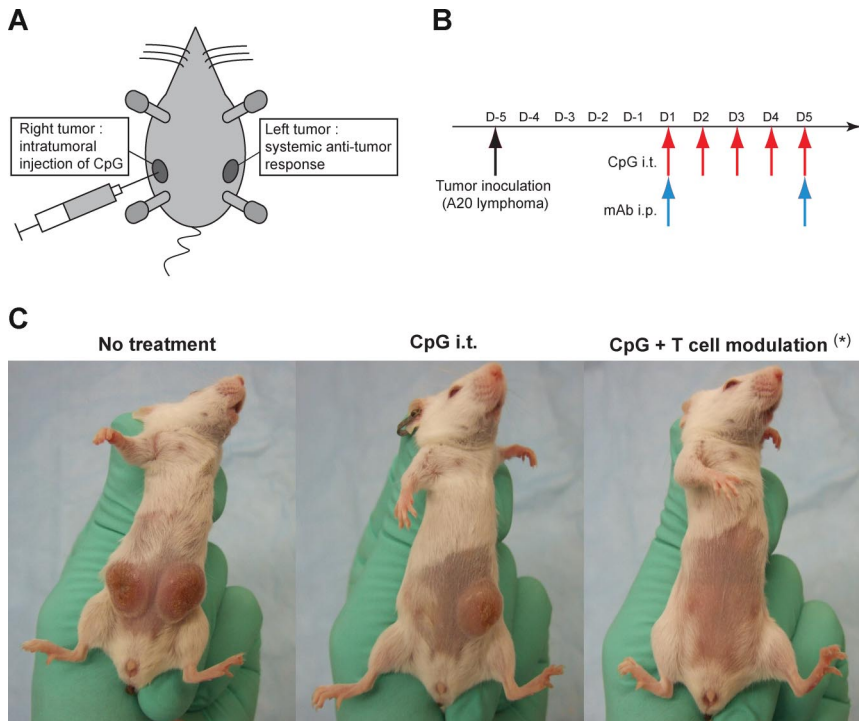 A
Right tumor :
intratumoral
injection of CpG
Left tumor :
systemic anti-tumor
response
B
D-5 D-4 D-3 D-2 D-1 D1 D2 D3 D4 D5
CpG i.t.
Tumor inoculation
(A20 lymphoma)
mAb i.p.
C
No treatment
CpG i.t.
CpG + T cell modulation (*)